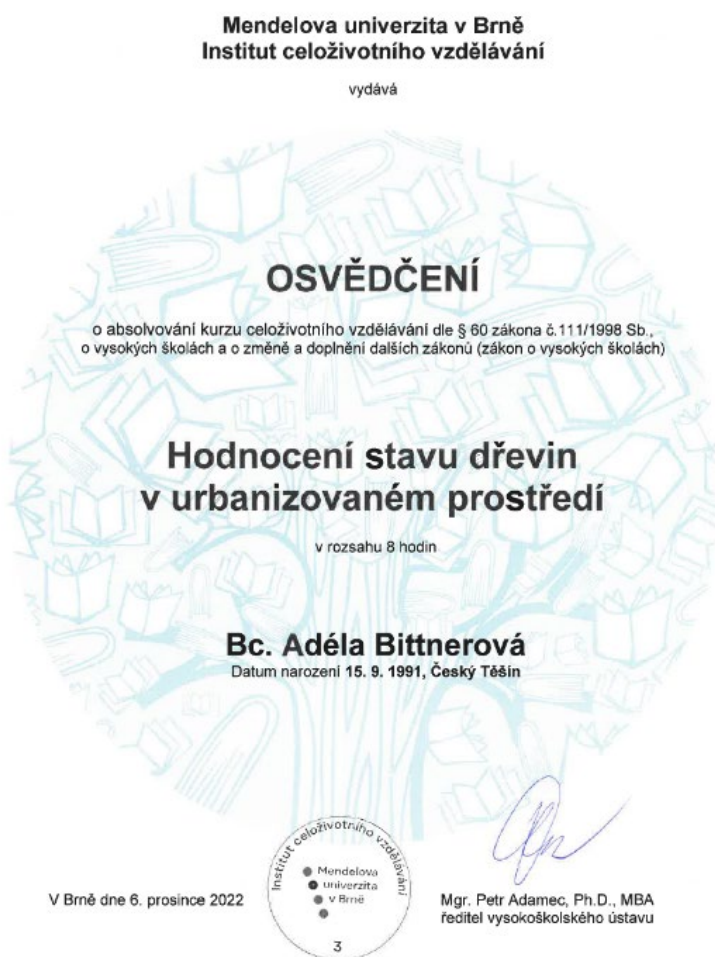 Mendelova univerzita v Brně
Institut celoživotního vzdělávání
vydává
OSVĚDČENÍ
o absolvování kurzu celoživotního vzdělávání dle § 60 zákona č.111/1998 Sb.,
o vysokých školách a o změně a doplnění dalších zákonů (zákon o vysokých školách)
Hodnocení stavu dřevin
v urbanizovaném prostředí
v rozsahu 8 hodin
Bc. Adéla Bittnerová
Datum narození 15. 9. 1991, Český Těšín
Institut celoživotního vzdělávání
Mendelova
univerzita
v Brně
3
V Brně dne 6. prosince 2022
Mgr. Petr Adamec, Ph.D., MBA
ředitel vysokoškolského ústavu